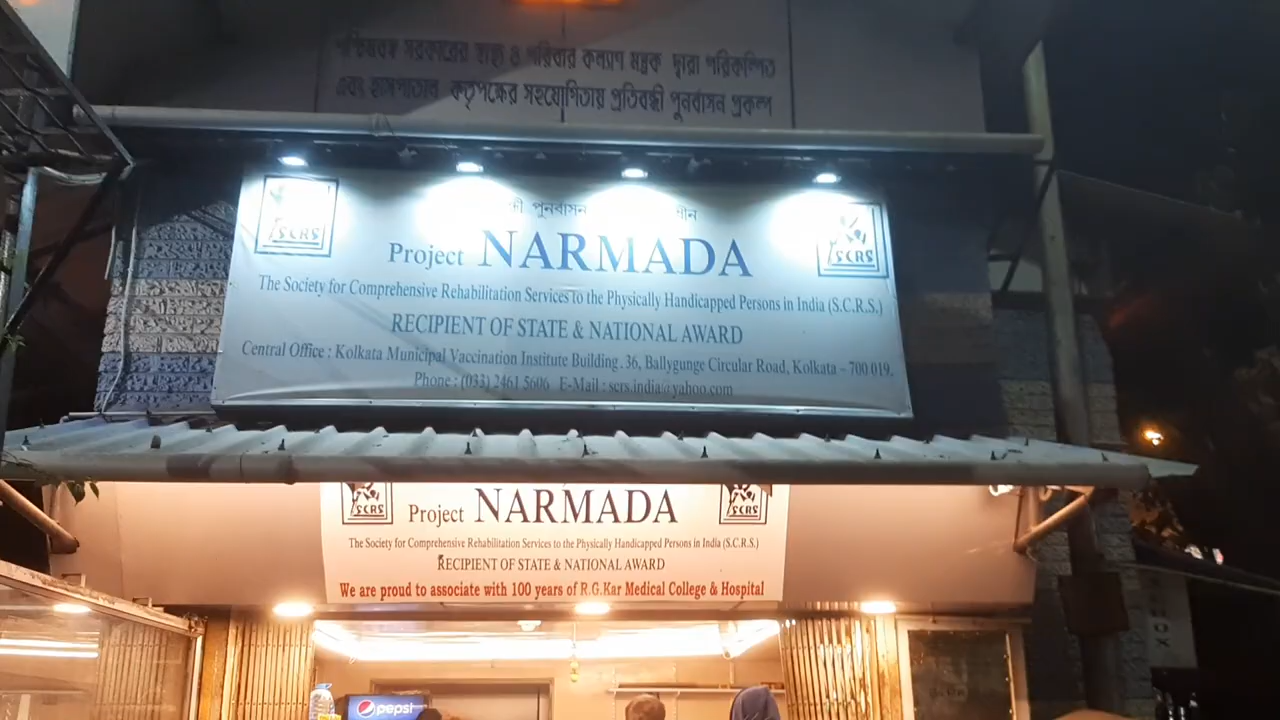 পশ্চিমবঙ্গ সরকারের স্বাস্থ্য ও পরিবার কল্যাণ মন্ত্রক দ্বারা পরিকল্পিত
এবং হাসপাতাল কর্তৃপক্ষের সহযোগিতায় প্রতিবন্ধী পুনর্বাসন প্রকল্প
পুনর্বাসন
SCRS
SCRS
Project NARMADA
The Society for Comprehensive Rehabilitation Services to the Physically Handicapped Persons in India (S.C.R.S.)
RECIPIENT OF STATE & NATIONAL AWARD
Central Office : Kolkata Municipal Vaccination Institute Building. 36, Ballygunge Circular Road, Kolkata - 700 019.
Phone : (033) 2461 5606 E-Mail : scrs.india@yahoo.com
SCRS
SCRS
Project NARMADA
The Society for Comprehensive Rehabilitation Services to the Physically Handicapped Persons in India (S.C.R.S.)
RECIPIENT OF STATE & NATIONAL AWARD
We are proud to associate with 100 years of R.G.Kar Medical College & Hospital
pepsi